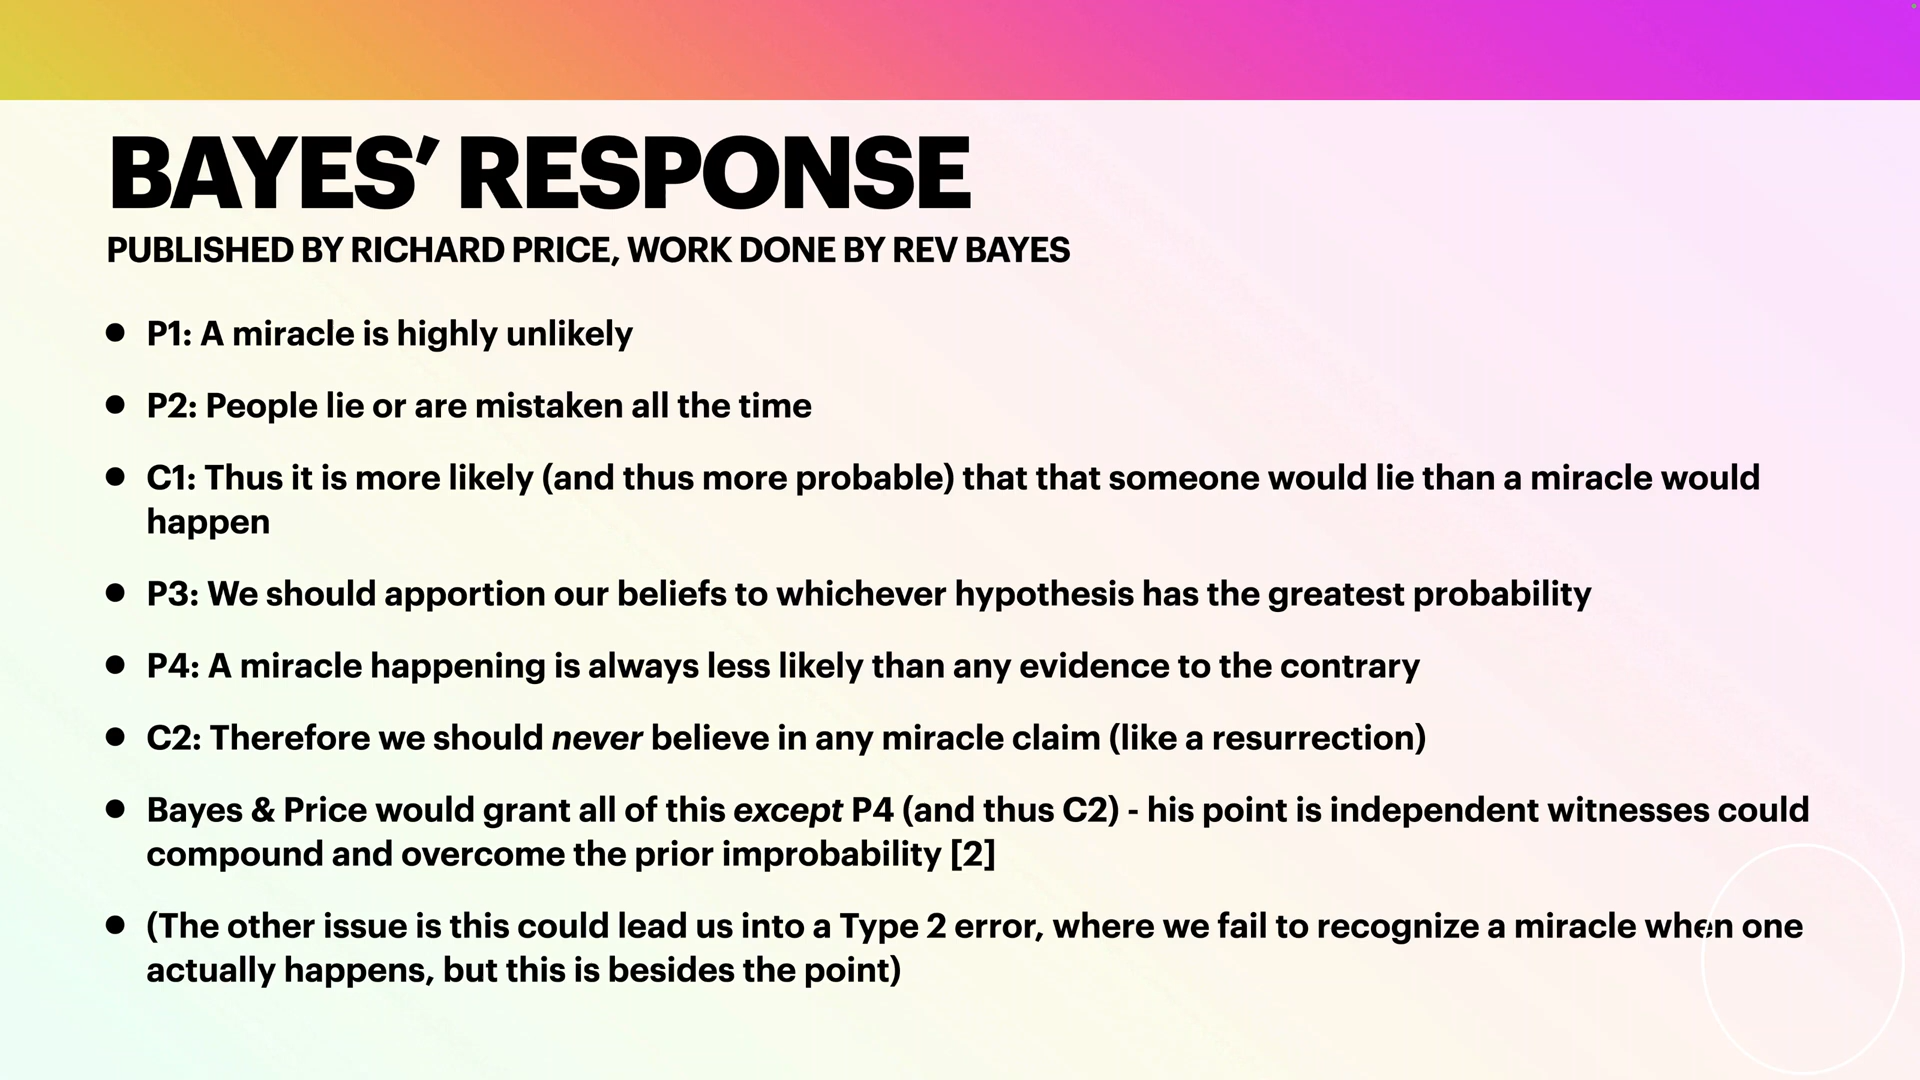 BAYES’ RESPONSE
PUBLISHED BY RICHARD PRICE, WORK DONE BY REV BAYES
● P1: A miracle is highly unlikely
● P2: People lie or are mistaken all the time
● C1: Thus it is more likely (and thus more probable) that that someone would lie than a miracle would
happen
● P3: We should apportion our beliefs to whichever hypothesis has the greatest probability
● P4: A miracle happening is always less likely than any evidence to the contrary
● C2: Therefore we should never believe in any miracle claim (like a resurrection)
● Bayes & Price would grant all of this except P4 (and thus C2) - his point is independent witnesses could
compound and overcome the prior improbability [2]
● (The other issue is this could lead us into a Type 2 error, where we fail to recognize a miracle when one
actually happens, but this is besides the point)